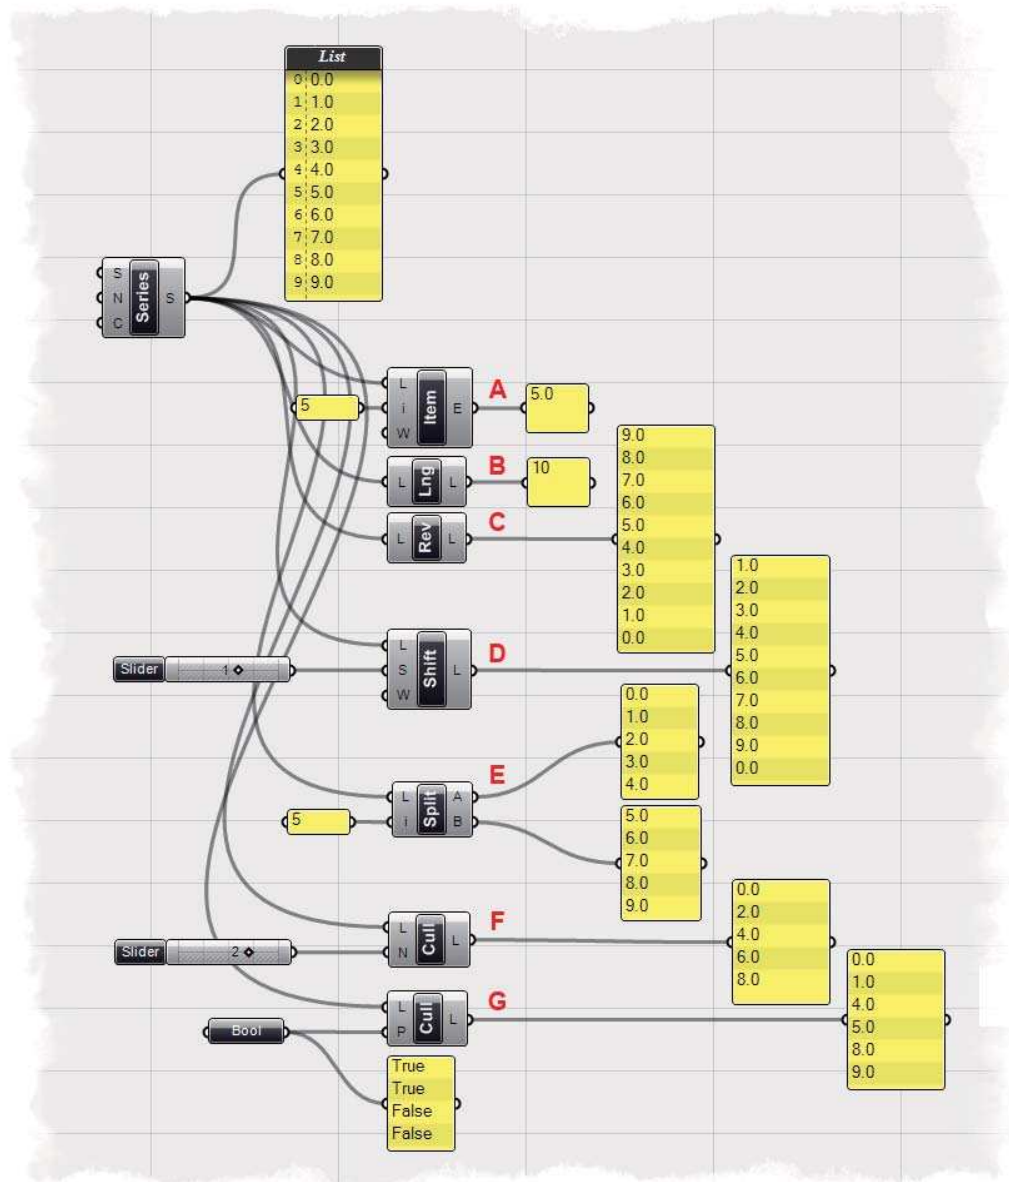 List
0 0.0
1 1.0
2 2.0
3 3.0
4 4.0
5 5.0
6 6.0
7 7.0
8 8.0
9 9.0
S
N
C
Series
S
L
i
W
Item
E
5
A
5.0
L
Lng
L
B
10
L
Rev
L
C
9.0
8.0
7.0
6.0
5.0
4.0
3.0
2.0
1.0
0.0
Slider
1
L
S
W
Shift
L
D
1.0
2.0
3.0
4.0
5.0
6.0
7.0
8.0
9.0
0.0
5
L
i
Split
A
B
E
0.0
1.0
2.0
3.0
4.0
5.0
6.0
7.0
8.0
9.0
Slider
2
L
N
Cull
L
F
0.0
2.0
4.0
6.0
8.0
Bool
L
P
Cull
L
G
0.0
1.0
4.0
5.0
8.0
9.0
True
True
False
False